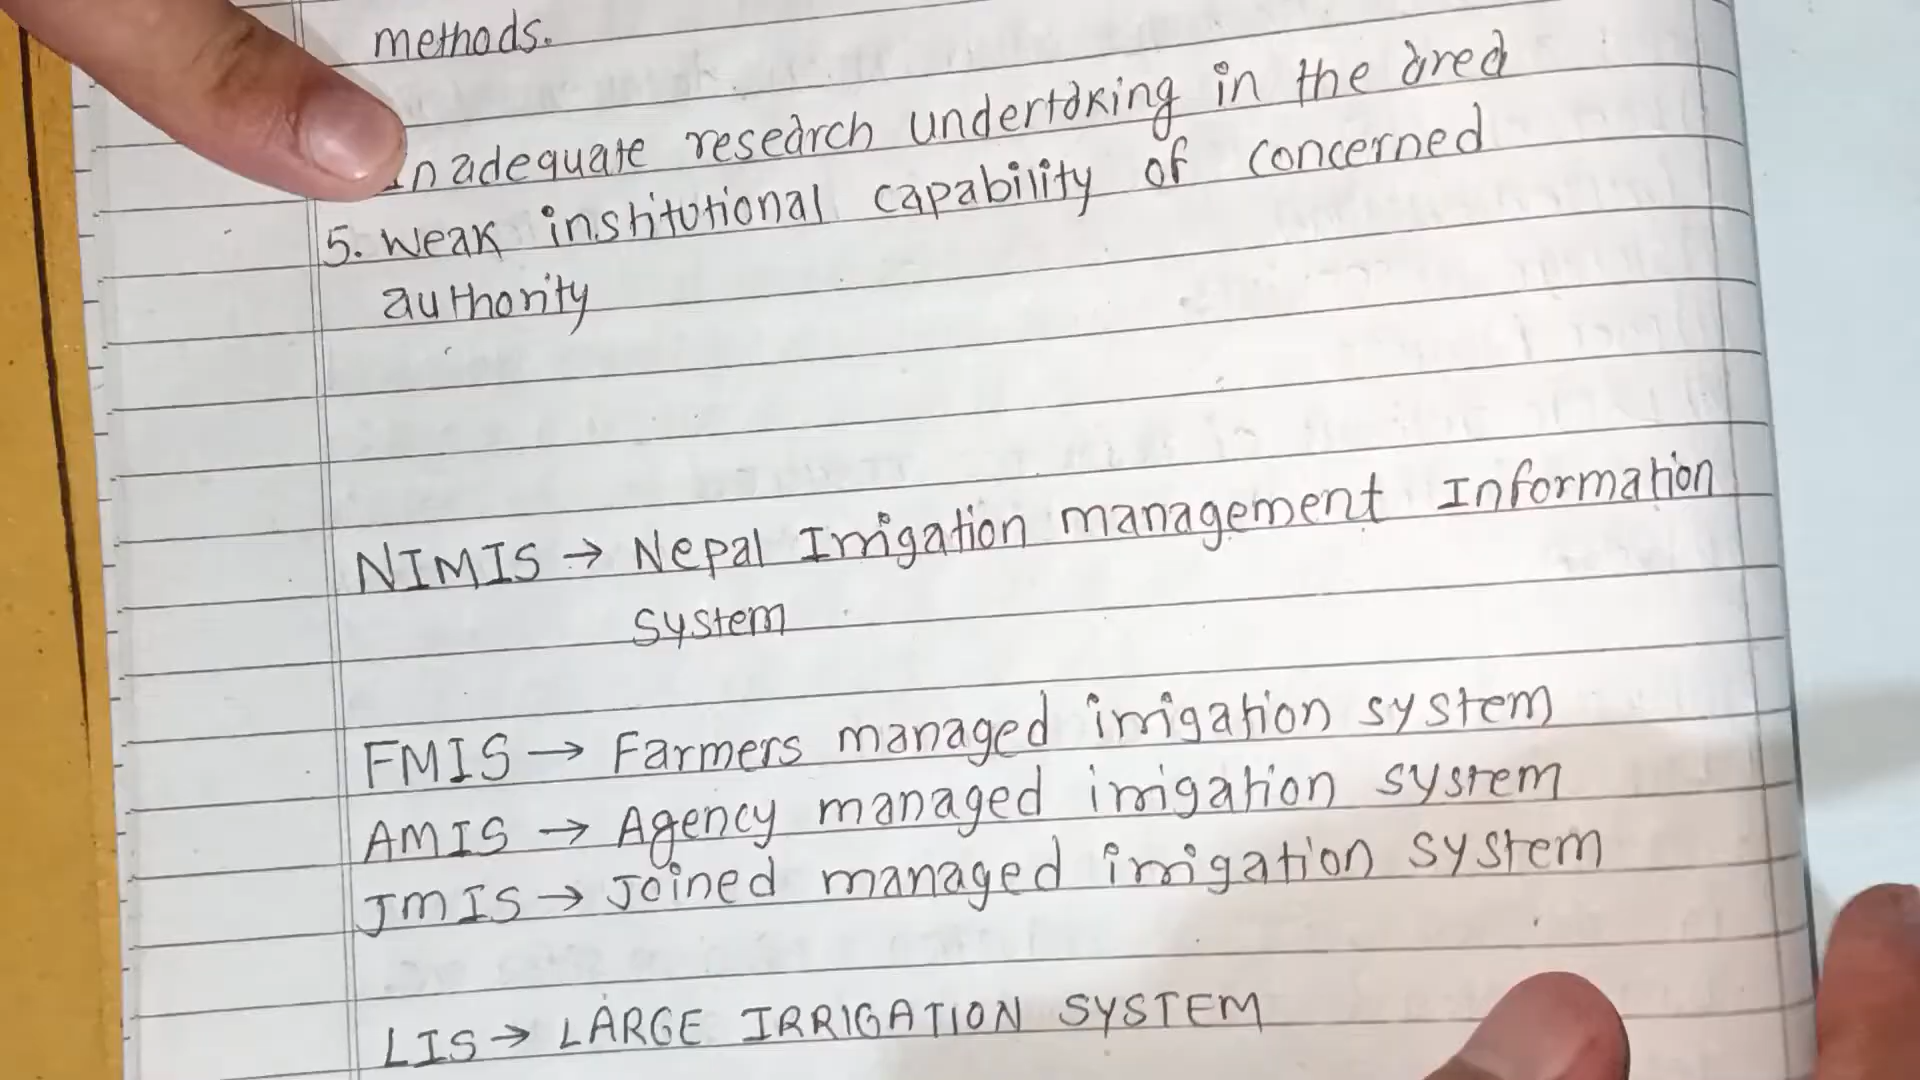 methods.
Inadequate research undertaking in the area
5. Weak institutional capability of concerned
authority
NIMIS → Nepal Irrigation management Information
system
FMIS → Farmers managed irrigation system
AMIS → Agency managed irrigation system
JMIS → Joined managed irrigation system
LIS → LARGE IRRIGATION SYSTEM